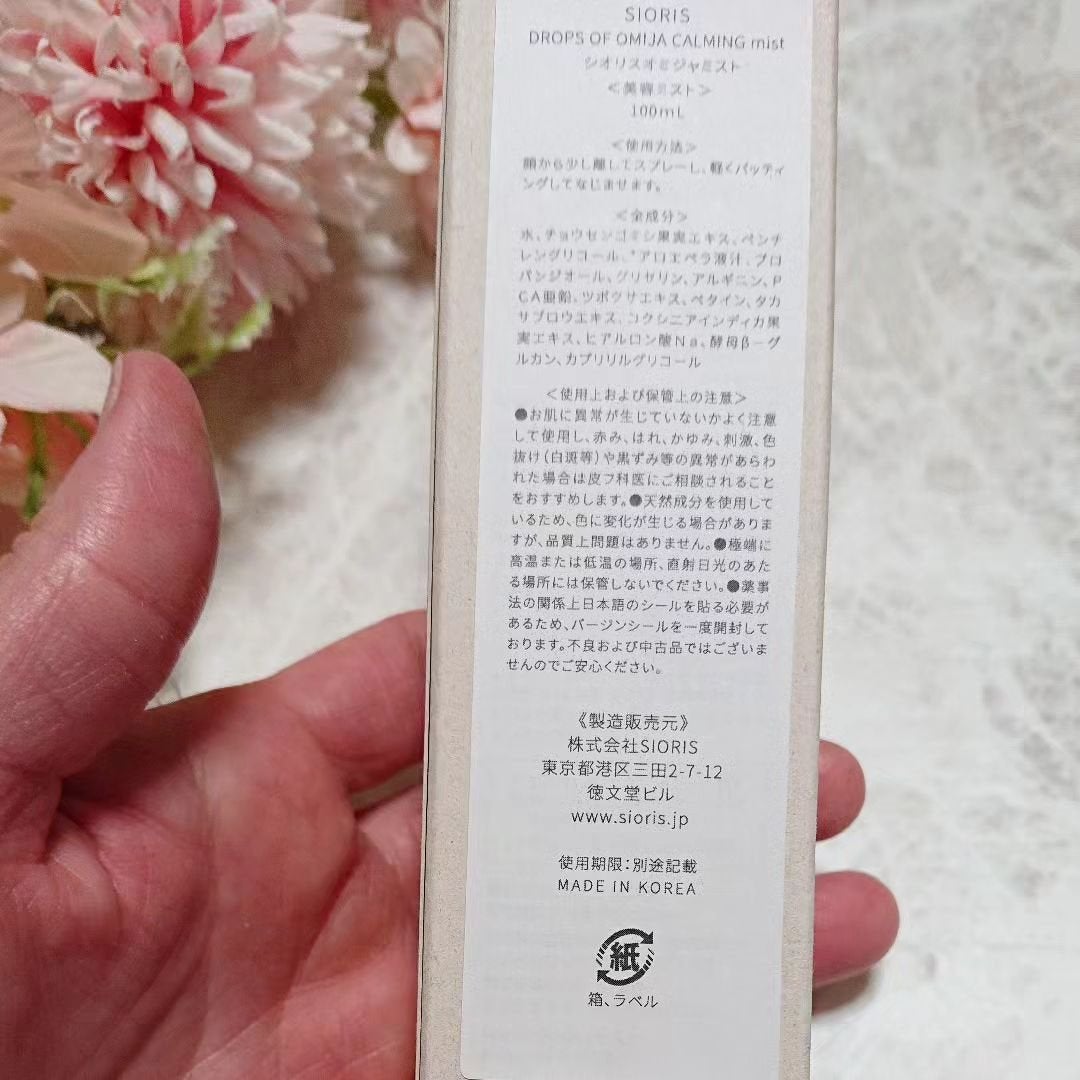 SIORIS
DROPS OF OMIJA CALMING mist
シオリスオミジャミスト
＜美容ミスト＞
100mL
＜使用方法＞
顔から少し離してスプレーし、軽くパッティ
ングしてなじませます。
＜全成分＞
水、チョウセンゴミシ果実エキス、ペンチ
レングリコール、*アロエベラ液汁、プロ
パンジオール、グリセリン、アルギニン、P
CA亜鉛、ツボクサエキス、ベタイン、タカ
サブロウエキス、コクシニアインディカ果
実エキス、ヒアルロン酸Na、酵母β－グ
ルカン、カプリリルグリコール
＜使用上および保管上の注意＞
●お肌に異常が生じていないかよく注意
して使用し、赤み、はれ、かゆみ、刺激、色
抜け(白斑等)や黒ずみ等の異常があらわ
れた場合は皮フ科医にご相談されること
をおすすめします。●天然成分を使用して
いるため、色に変化が生じる場合がありま
すが、品質上問題はありません。●極端に
高温または低温の場所、直射日光のあた
る場所には保管しないでください。●薬事
法の関係上日本語のシールを貼る必要が
あるため、バージンシールを一度開封して
おります。不良および中古品ではございま
せんのでご安心ください。
《製造販売元》
株式会社SIORIS
東京都港区三田2-7-12
徳文堂ビル
www.sioris.jp
使用期限：別途記載
MADE IN KOREA
紙
箱、ラベル